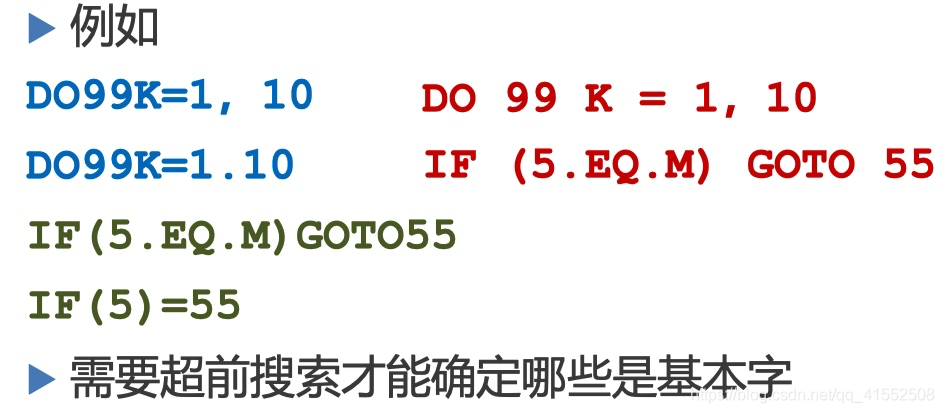 例如
DO99K=1, 10 DO 99 K = 1, 10
DO99K=1.10 IF (5.EQ.M) GOTO 55
IF(5.EQ.M)GOTO55
IF(5)=55
需要超前搜索才能确定哪些是基本字
https://blog.csdn.net/qq_41552508